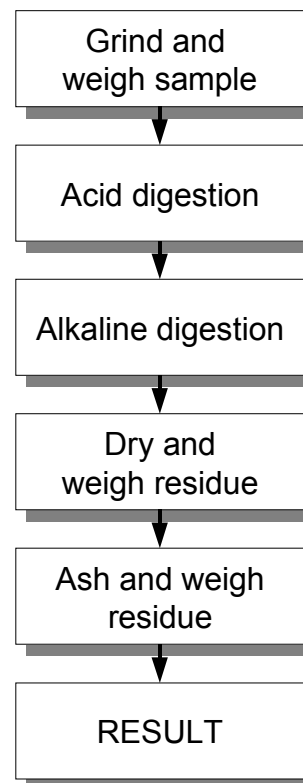 Grind and
weigh sample
Acid digestion
Alkaline digestion
Dry and
weigh residue
Ash and weigh
residue
RESULT